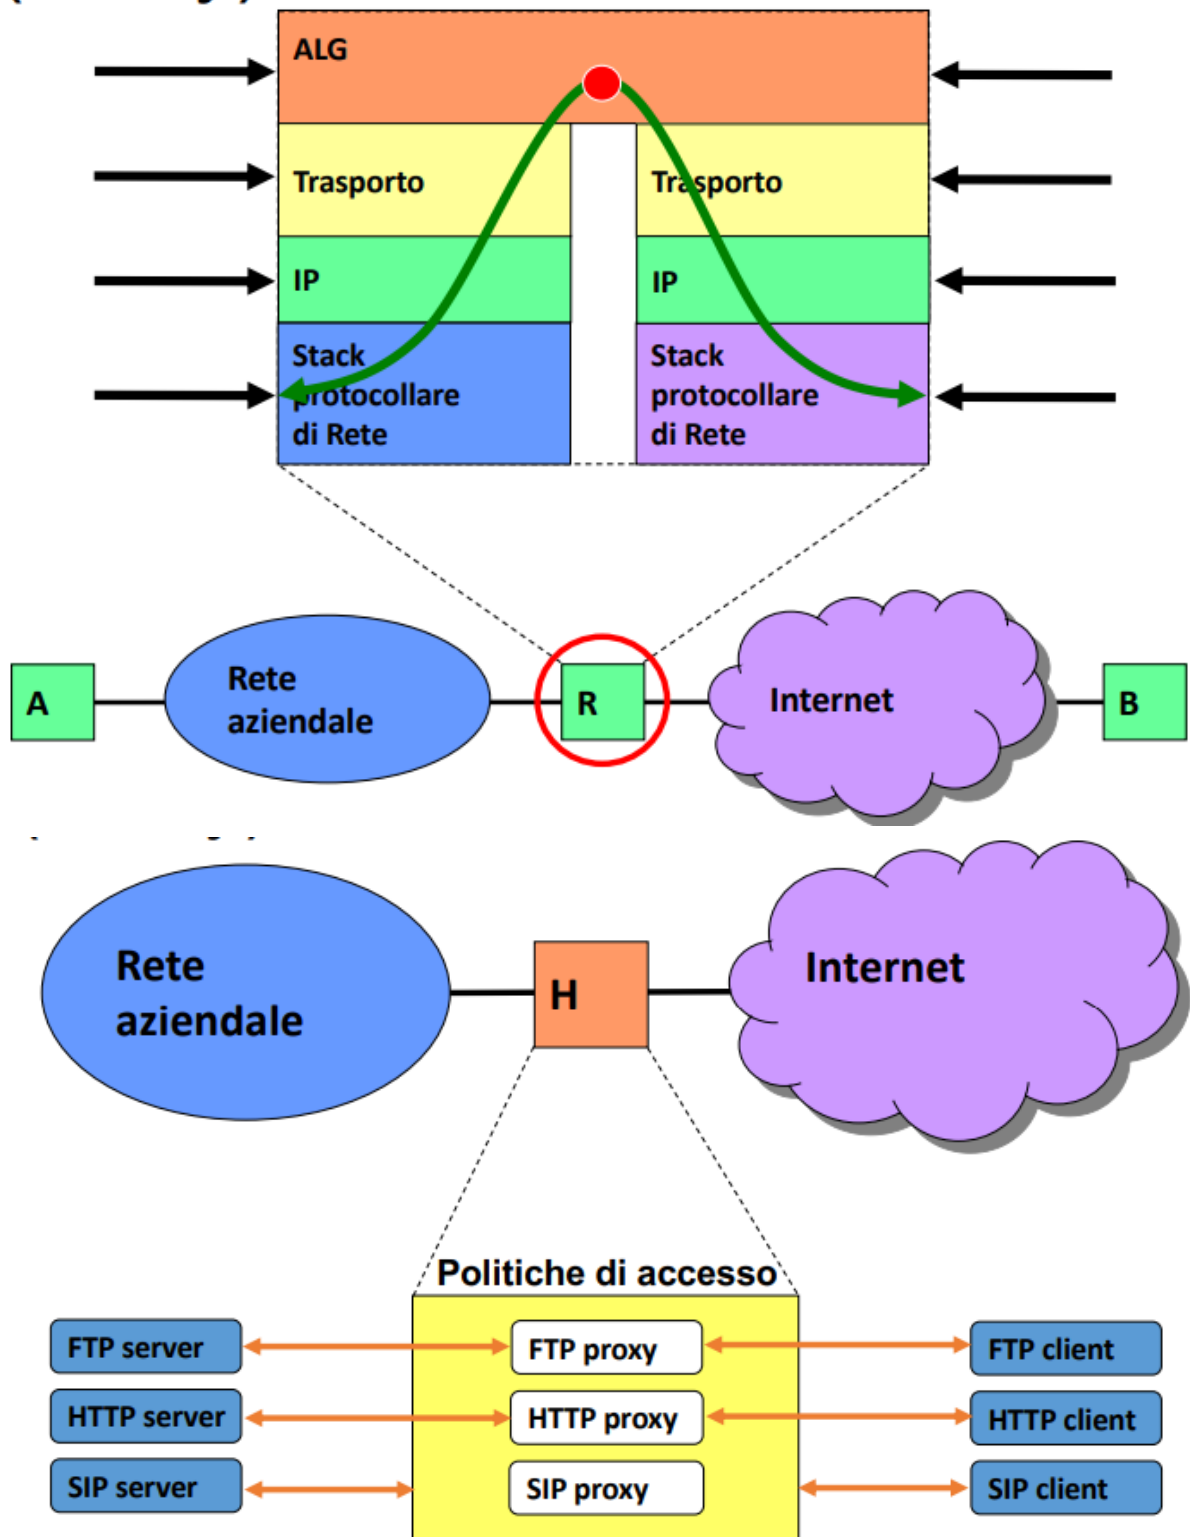 ALG
Trasporto
Trasporto
IP
IP
Stack
protocollare
di Rete
Stack
protocollare
di Rete
A
Rete
aziendale
R
Internet
B
Rete
aziendale
H
Internet
Politiche di accesso
FTP server
FTP proxy
FTP client
HTTP server
HTTP proxy
HTTP client
SIP server
SIP proxy
SIP client